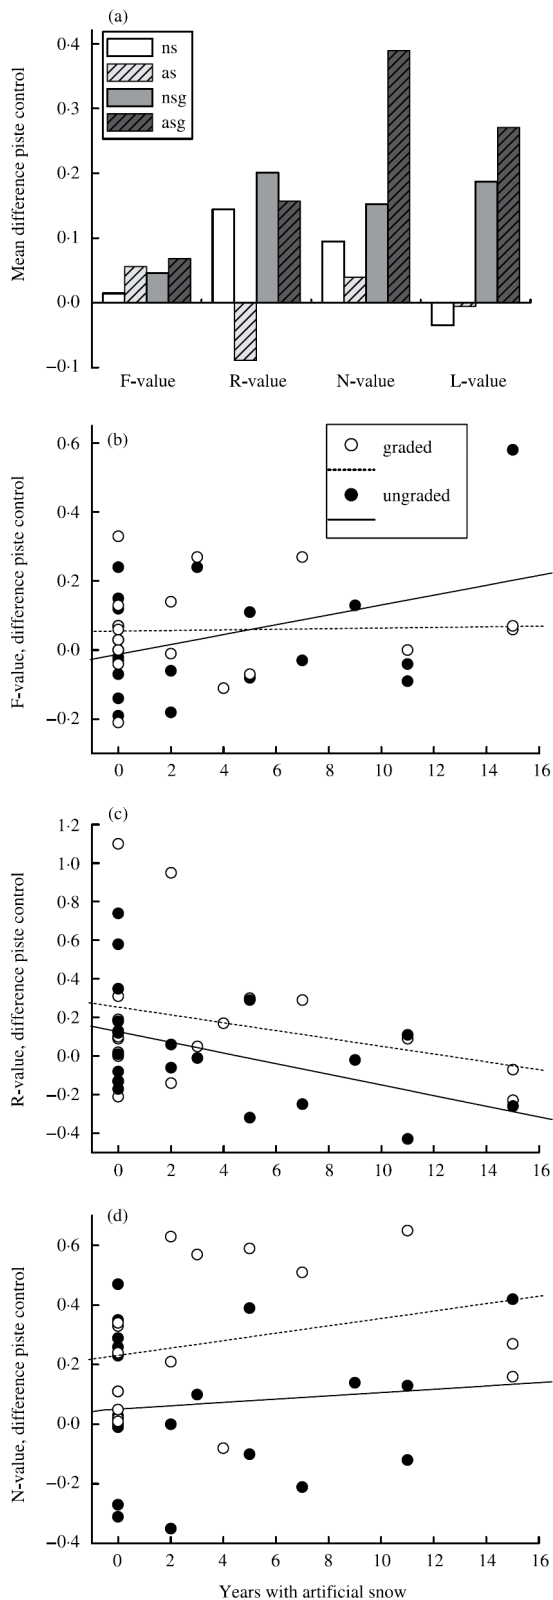 (a)
0·4
0·3
0·2
0·1
0·0
−0·1
Mean difference piste control
ns
as
nsg
asg
F-value R-value N-value L-value
(b)
0·6
0·4
0·2
0·0
−0·2
F-value, difference piste control
graded
ungraded
0 2 4 6 8 10 12 14 16
(c)
1·2
1·0
0·8
0·6
0·4
0·2
0·0
−0·2
−0·4
R-value, difference piste control
0 2 4 6 8 10 12 14 16
(d)
0·6
0·4
0·2
0·0
−0·2
−0·4
N-value, difference piste control
0 2 4 6 8 10 12 14 16
Years with artificial snow